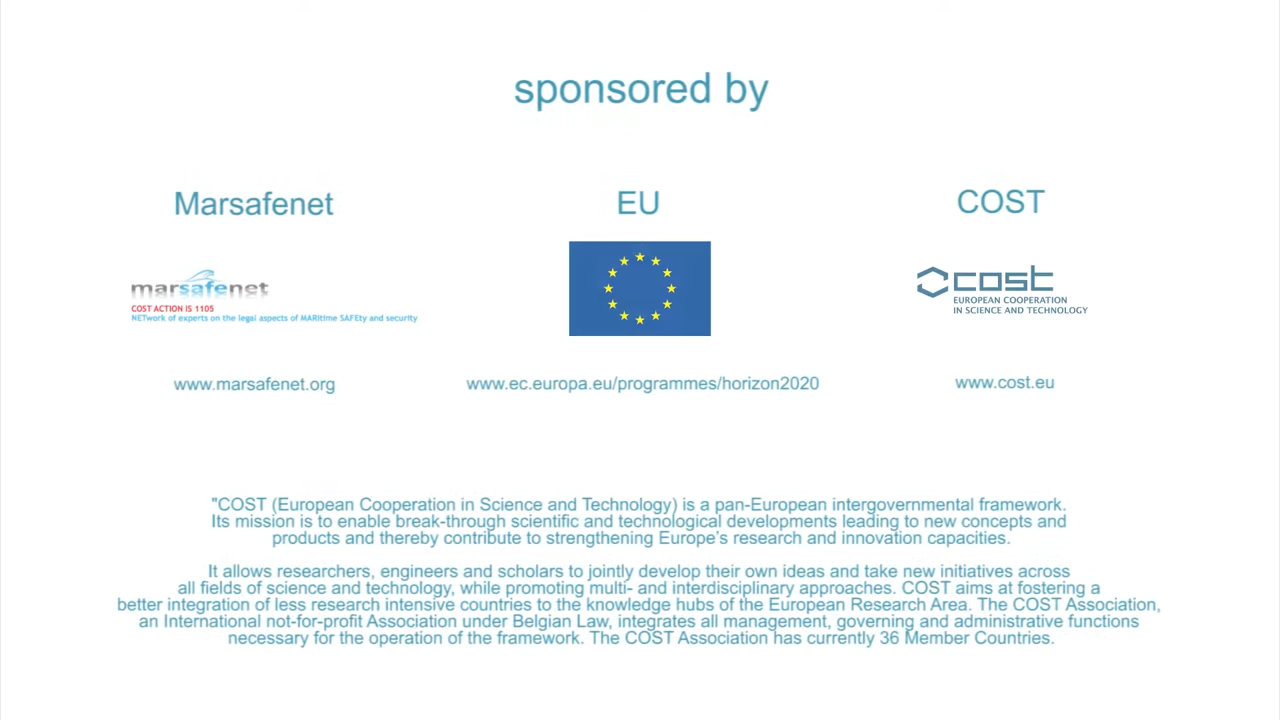 sponsored by
Marsafenet
EU
COST
marsafenet
COST ACTION IS 1105
NETwork of experts on the legal aspects of MARitime SAFEty and security
cost
EUROPEAN COOPERATION
IN SCIENCE AND TECHNOLOGY
www.marsafenet.org
www.ec.europa.eu/programmes/horizon2020
www.cost.eu
"COST (European Cooperation in Science and Technology) is a pan-European intergovernmental framework.
Its mission is to enable break-through scientific and technological developments leading to new concepts and
products and thereby contribute to strengthening Europe's research and innovation capacities.
It allows researchers, engineers and scholars to jointly develop their own ideas and take new initiatives across
all fields of science and technology, while promoting multi- and interdisciplinary approaches. COST aims at fostering a
better integration of less research intensive countries to the knowledge hubs of the European Research Area. The COST Association,
an International not-for-profit Association under Belgian Law, integrates all management, governing and administrative functions
necessary for the operation of the framework. The COST Association has currently 36 Member Countries.